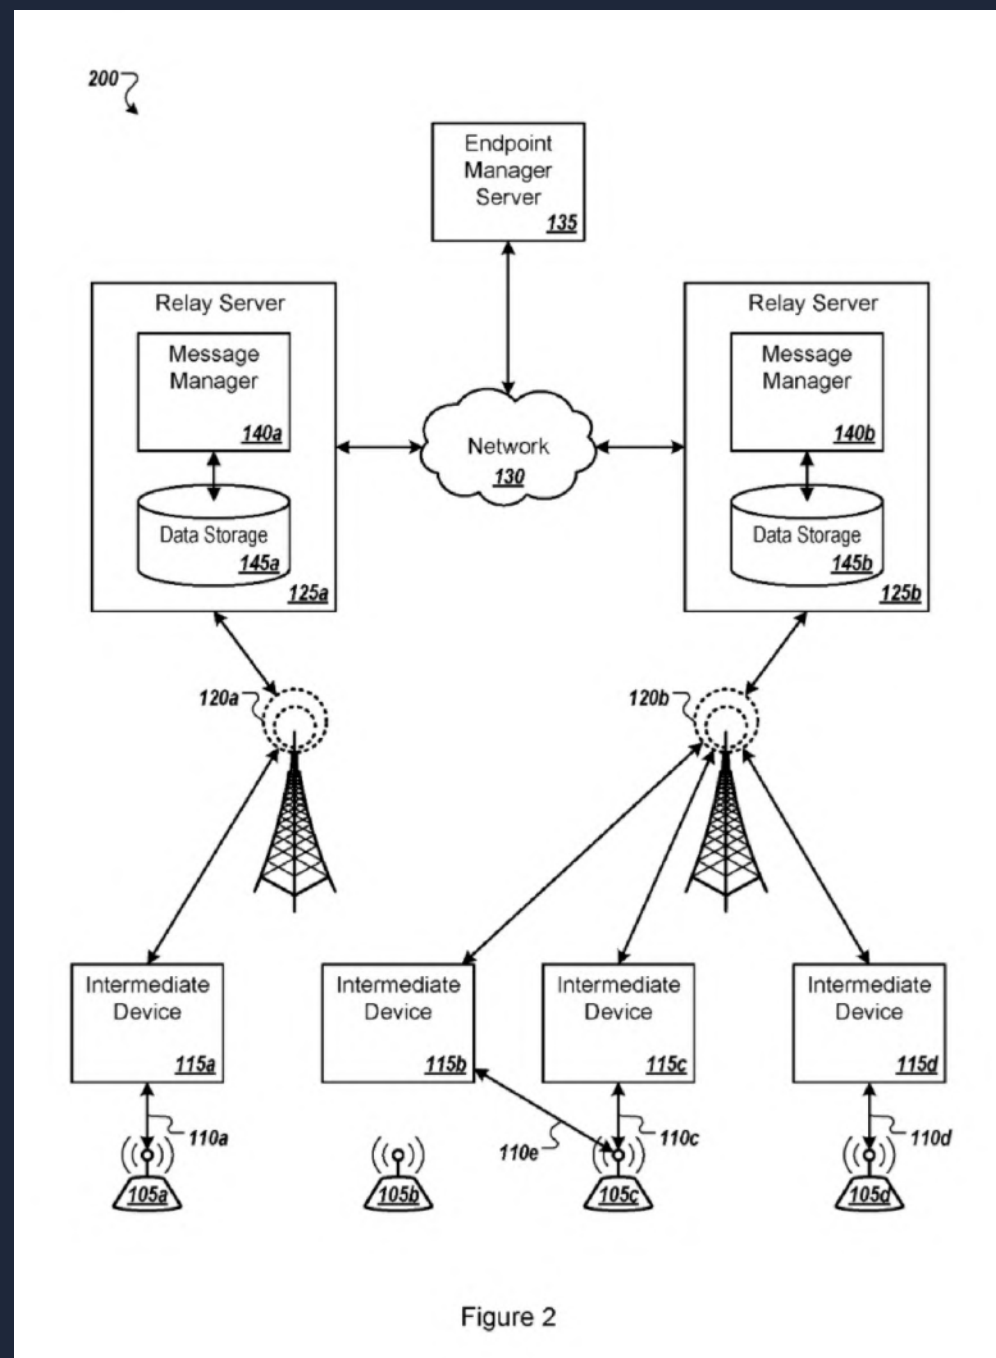 200
Endpoint
Manager
Server
135
Relay Server
Message
Manager
140a
Data Storage
145a
125a
Network
130
Relay Server
Message
Manager
140b
Data Storage
145b
125b
120a
120b
Intermediate
Device
115a
Intermediate
Device
115b
Intermediate
Device
115c
Intermediate
Device
115d
110a
110e
110c
110d
105a
105b
105c
105d
Figure 2